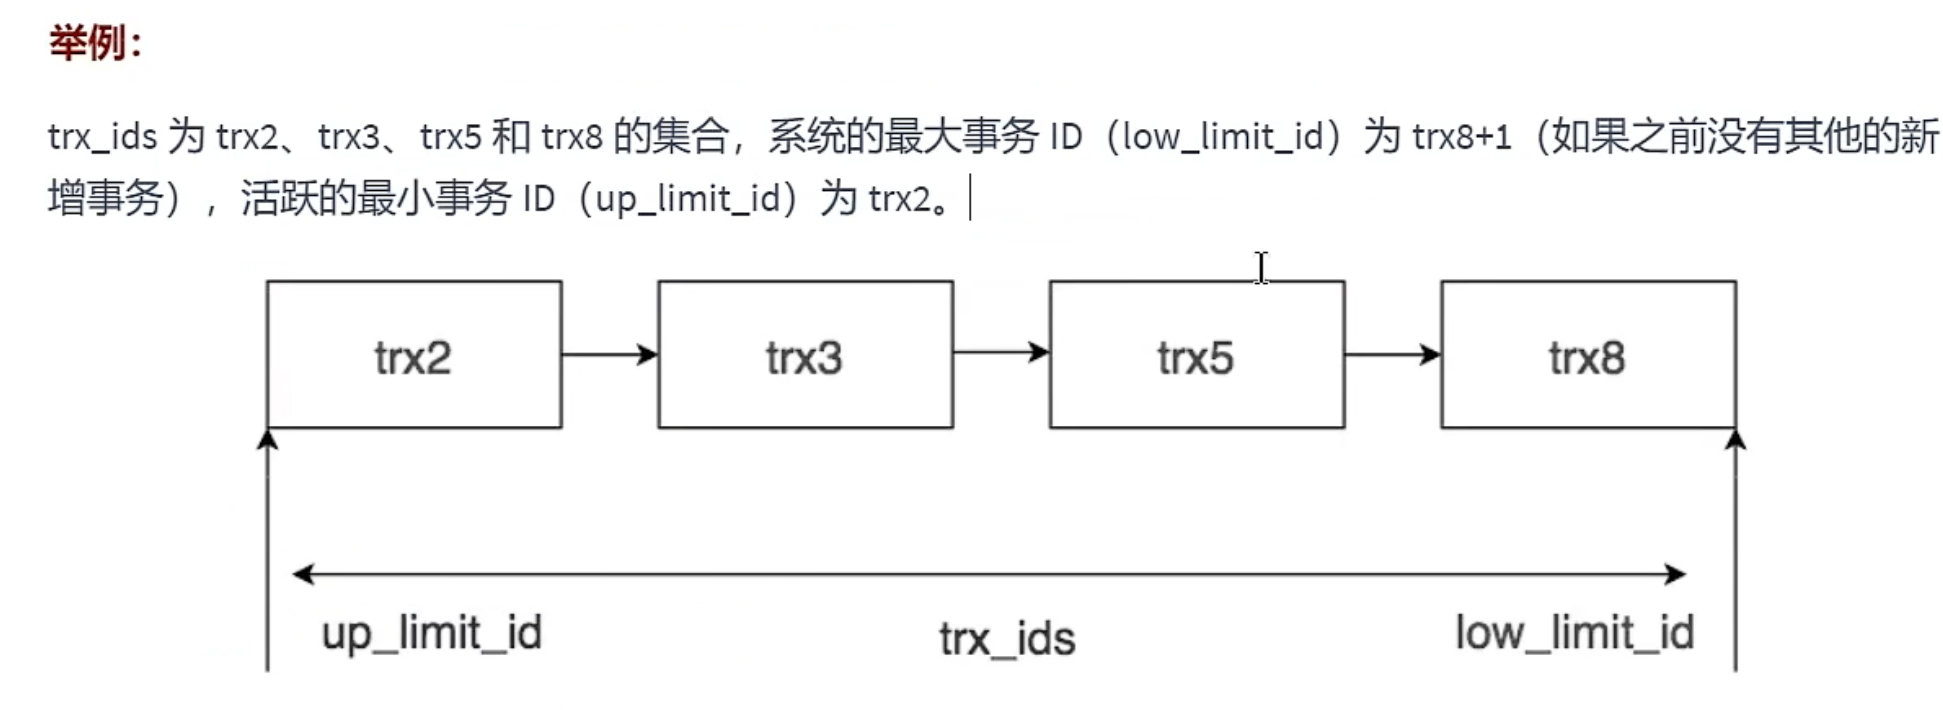 举例：
trx_ids 为 trx2、trx3、trx5 和 trx8 的集合，系统的最大事务 ID（low_limit_id）为 trx8+1（如果之前没有其他的新
增事务），活跃的最小事务 ID（up_limit_id）为 trx2。
trx2
trx3
trx5
trx8
up_limit_id
trx_ids
low_limit_id